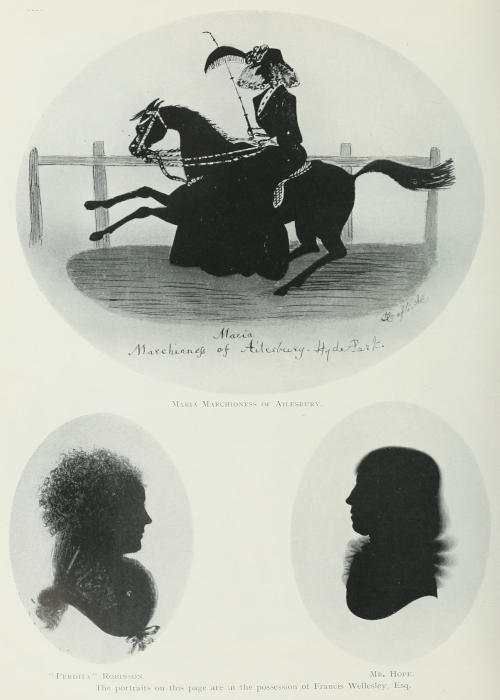 Maria
Marchioness of Ailesbury - Hyde Park.
Maria Marchioness of Ailesbury.
"Perdita" Robinson.
Mr. Hope.
The portraits on this page are in the possession of Francis Wellesley, Esq.